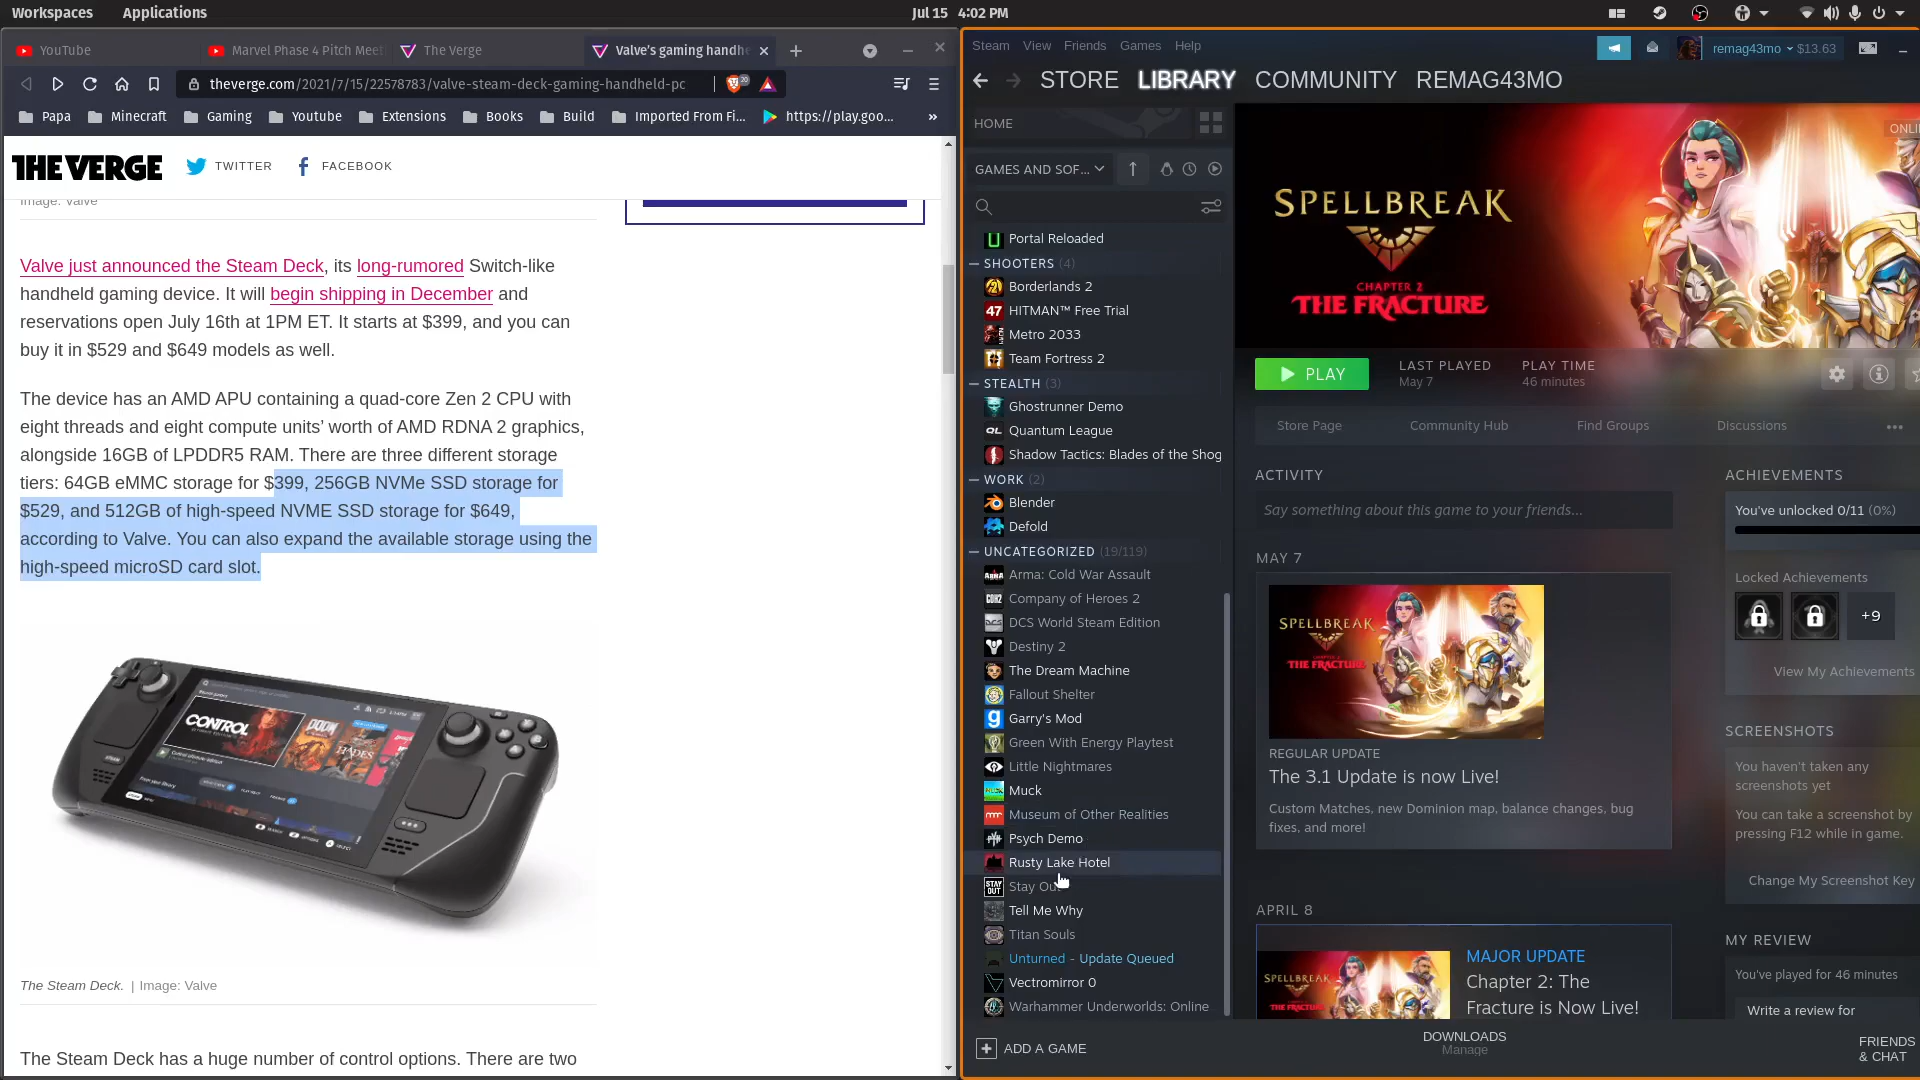 Workspaces Applications Jul 15 4:02 PM
YouTube Marvel Phase 4 Pitch Meeti The Verge Valve's gaming handhe
theverge.com/2021/7/15/22578783/valve-steam-deck-gaming-handheld-pc 20
Papa Minecraft Gaming Youtube Extensions Books Build Imported From Fi... https://play.goo... »
THE VERGE TWITTER FACEBOOK
Image: Valve
Valve just announced the Steam Deck, its long-rumored Switch-like
handheld gaming device. It will begin shipping in December and
reservations open July 16th at 1PM ET. It starts at $399, and you can
buy it in $529 and $649 models as well.
The device has an AMD APU containing a quad-core Zen 2 CPU with
eight threads and eight compute units' worth of AMD RDNA 2 graphics,
alongside 16GB of LPDDR5 RAM. There are three different storage
tiers: 64GB eMMC storage for $399, 256GB NVMe SSD storage for
$529, and 512GB of high-speed NVME SSD storage for $649,
according to Valve. You can also expand the available storage using the
high-speed microSD card slot.
CONTROL
DOOM
HADES
STEAM
The Steam Deck. | Image: Valve
The Steam Deck has a huge number of control options. There are two
Steam View Friends Games Help remag43mo $13.63
STORE LIBRARY COMMUNITY REMAG43MO
HOME
GAMES AND SOF...
Portal Reloaded
SHOOTERS (4)
Borderlands 2
HITMAN™ Free Trial
Metro 2033
Team Fortress 2
STEALTH (3)
Ghostrunner Demo
Quantum League
Shadow Tactics: Blades of the Shog
WORK (2)
Blender
Defold
UNCATEGORIZED (19/119)
Arma: Cold War Assault
Company of Heroes 2
DCS World Steam Edition
Destiny 2
The Dream Machine
Fallout Shelter
Garry's Mod
Green With Energy Playtest
Little Nightmares
Muck
Museum of Other Realities
Psych Demo
Rusty Lake Hotel
Stay Ou
Tell Me Why
Titan Souls
Unturned - Update Queued
Vectromirror 0
Warhammer Underworlds: Online
ADD A GAME
ONLI
SPELLBREAK
CHAPTER 2
THE FRACTURE
PLAY
LAST PLAYED
May 7
PLAY TIME
46 minutes
Store Page Community Hub Find Groups Discussions
ACTIVITY
Say something about this game to your friends...
MAY 7
SPELLBREAK
CHAPTER 2
THE FRACTURE
REGULAR UPDATE
The 3.1 Update is now Live!
Custom Matches, new Dominion map, balance changes, bug
fixes, and more!
APRIL 8
SPELLBREAK
THE FRACTURE
MAJOR UPDATE
Chapter 2: The
Fracture is Now Live!
ACHIEVEMENTS
You've unlocked 0/11 (0%)
Locked Achievements
+9
View My Achievements
SCREENSHOTS
You haven't taken any
screenshots yet
You can take a screenshot by
pressing F12 while in game.
Change My Screenshot Key
MY REVIEW
You've played for 46 minutes
Write a review for
DOWNLOADS
Manage
FRIENDS
& CHAT